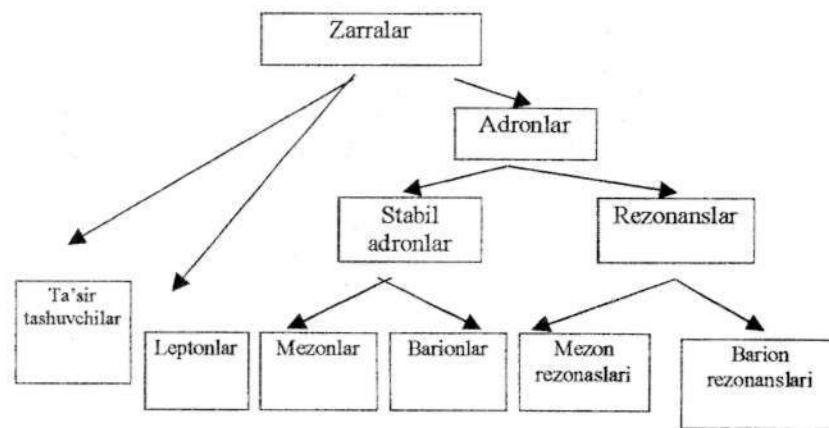 Zarralar
Adronlar
Stabil
adronlar
Rezonanslar
Ta'sir
tashuvchilar
Leptonlar
Mezonlar
Barionlar
Mezon
rezonaslari
Barion
rezonanslari